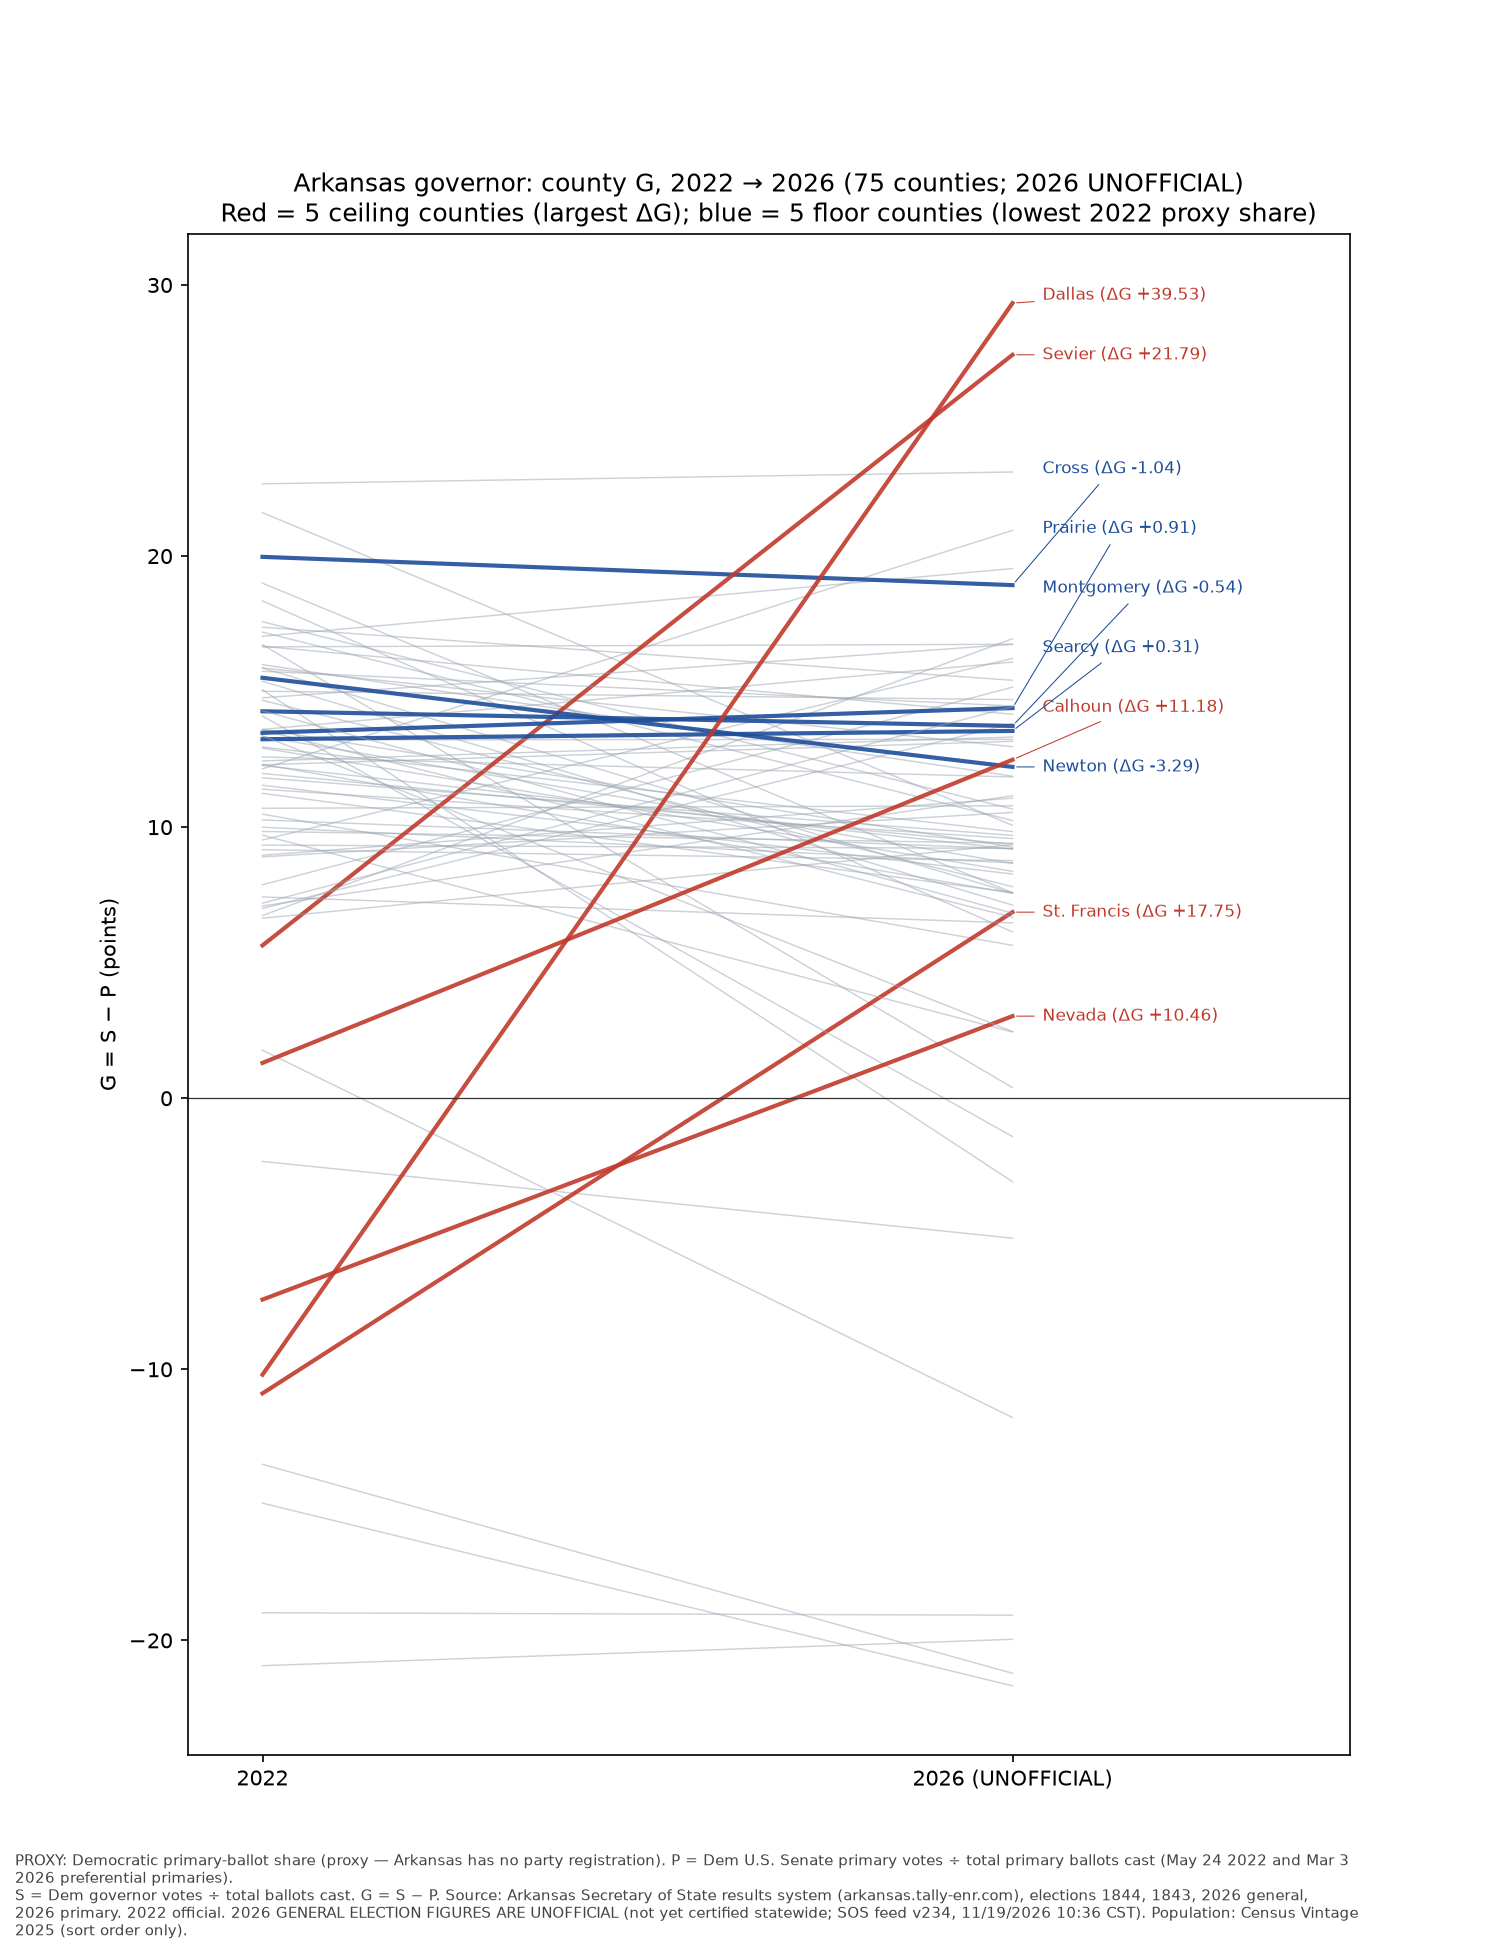 Arkansas governor: county G, 2022 → 2026 (75 counties; 2026 UNOFFICIAL)
Red = 5 ceiling counties (largest ΔG); blue = 5 floor counties (lowest 2022 proxy share)
30
20
10
0
−10
−20
G = S − P (points)
Dallas (ΔG +39.53)
Sevier (ΔG +21.79)
Cross (ΔG -1.04)
Prairie (ΔG +0.91)
Montgomery (ΔG -0.54)
Searcy (ΔG +0.31)
Calhoun (ΔG +11.18)
Newton (ΔG -3.29)
St. Francis (ΔG +17.75)
Nevada (ΔG +10.46)
2022
2026 (UNOFFICIAL)
PROXY: Democratic primary-ballot share (proxy — Arkansas has no party registration). P = Dem U.S. Senate primary votes ÷ total primary ballots cast (May 24 2022 and Mar 3
2026 preferential primaries).
S = Dem governor votes ÷ total ballots cast. G = S − P. Source: Arkansas Secretary of State results system (arkansas.tally-enr.com), elections 1844, 1843, 2026 general,
2026 primary. 2022 official. 2026 GENERAL ELECTION FIGURES ARE UNOFFICIAL (not yet certified statewide; SOS feed v234, 11/19/2026 10:36 CST). Population: Census Vintage
2025 (sort order only).